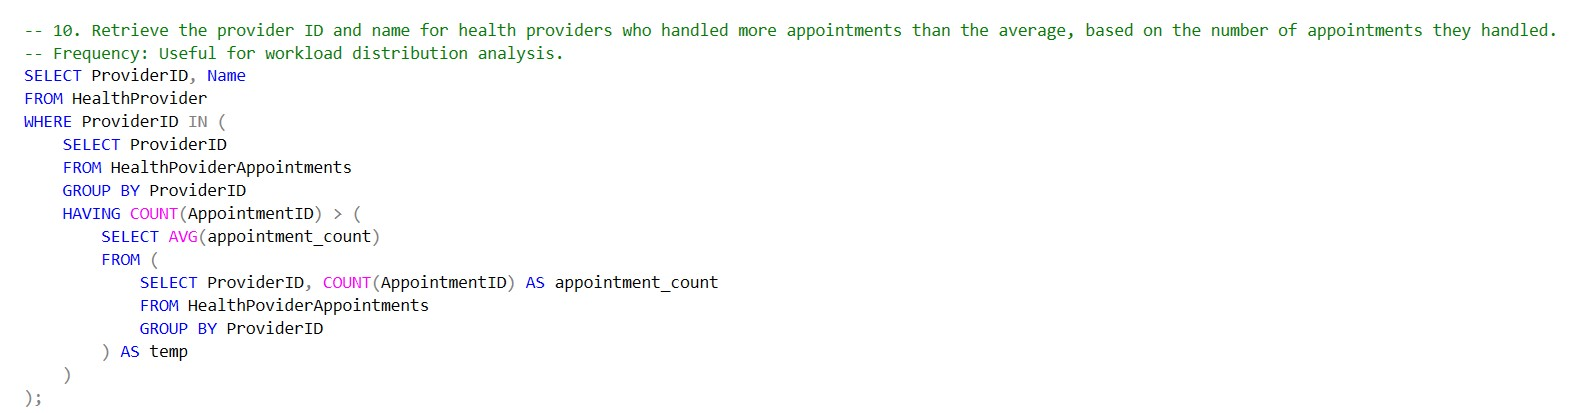 -- 10. Retrieve the provider ID and name for health providers who handled more appointments than the average, based on the number of appointments they handled.
-- Frequency: Useful for workload distribution analysis.
SELECT ProviderID, Name
FROM HealthProvider
WHERE ProviderID IN (
    SELECT ProviderID
    FROM HealthPoviderAppointments
    GROUP BY ProviderID
    HAVING COUNT(AppointmentID) > (
        SELECT AVG(appointment_count)
        FROM (
            SELECT ProviderID, COUNT(AppointmentID) AS appointment_count
            FROM HealthPoviderAppointments
            GROUP BY ProviderID
        ) AS temp
    )
);